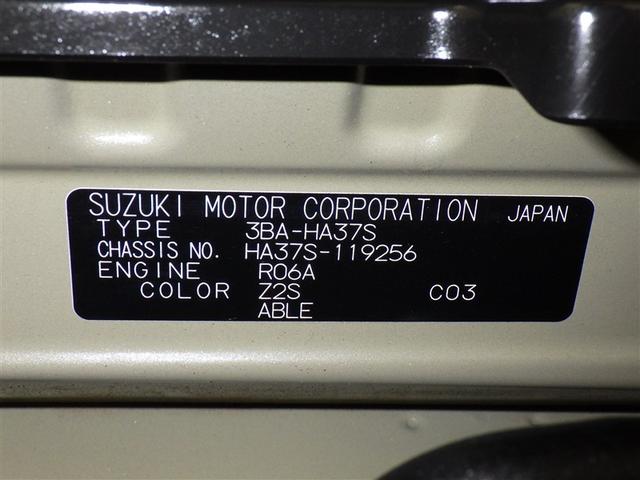 SUZUKI MOTOR CORPORATION JAPAN
TYPE 3BA-HA37S
CHASSIS NO. HA37S-119256
ENGINE R06A
COLOR Z2S C03
ABLE